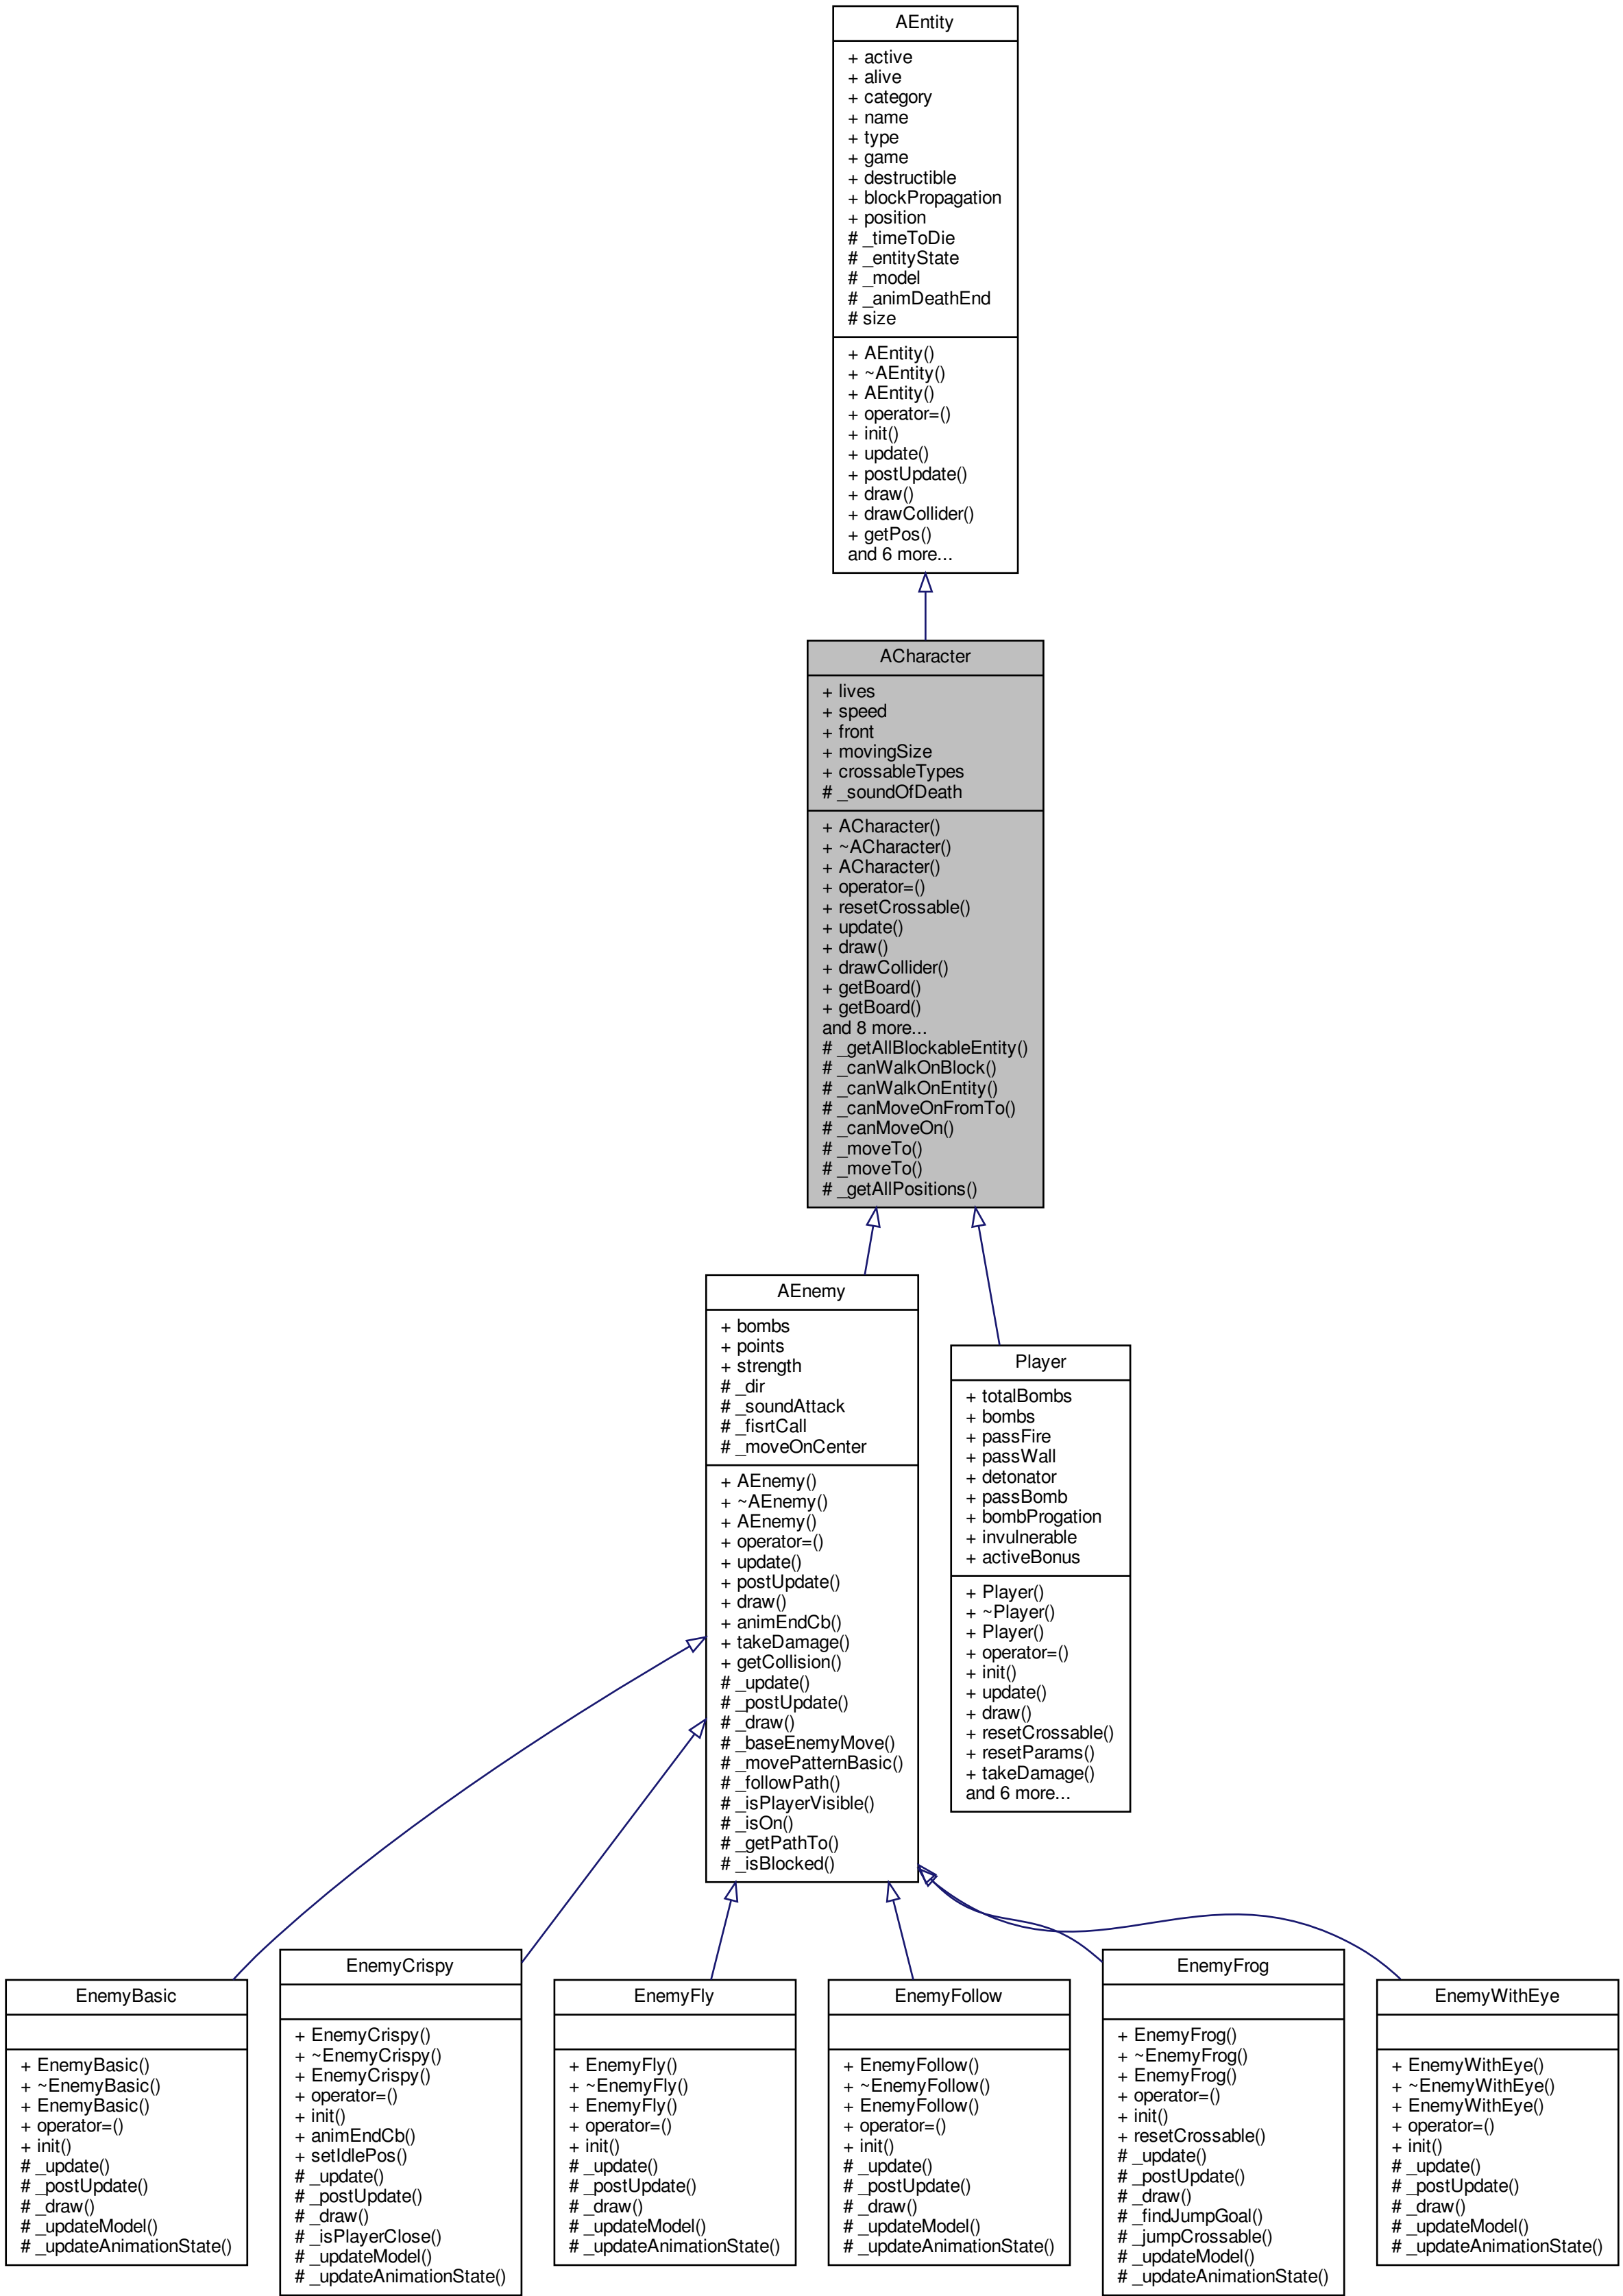 AEntity
+ active
+ alive
+ category
+ name
+ type
+ game
+ destructible
+ blockPropagation
+ position
# _timeToDie
# _entityState
# _model
# _animDeathEnd
# size
+ AEntity()
+ ~AEntity()
+ AEntity()
+ operator=()
+ init()
+ update()
+ postUpdate()
+ draw()
+ drawCollider()
+ getPos()
and 6 more...
ACharacter
+ lives
+ speed
+ front
+ movingSize
+ crossableTypes
# _soundOfDeath
+ ACharacter()
+ ~ACharacter()
+ ACharacter()
+ operator=()
+ resetCrossable()
+ update()
+ draw()
+ drawCollider()
+ getBoard()
+ getBoard()
and 8 more...
# _getAllBlockableEntity()
# _canWalkOnBlock()
# _canWalkOnEntity()
# _canMoveOnFromTo()
# _canMoveOn()
# _moveTo()
# _moveTo()
# _getAllPositions()
AEnemy
+ bombs
+ points
+ strength
# _dir
# _soundAttack
# _fisrtCall
# _moveOnCenter
+ AEnemy()
+ ~AEnemy()
+ AEnemy()
+ operator=()
+ update()
+ postUpdate()
+ draw()
+ animEndCb()
+ takeDamage()
+ getCollision()
# _update()
# _postUpdate()
# _draw()
# _baseEnemyMove()
# _movePatternBasic()
# _followPath()
# _isPlayerVisible()
# _isOn()
# _getPathTo()
# _isBlocked()
Player
+ totalBombs
+ bombs
+ passFire
+ passWall
+ detonator
+ passBomb
+ bombProgation
+ invulnerable
+ activeBonus
+ Player()
+ ~Player()
+ Player()
+ operator=()
+ init()
+ update()
+ draw()
+ resetCrossable()
+ resetParams()
+ takeDamage()
and 6 more...
EnemyBasic
+ EnemyBasic()
+ ~EnemyBasic()
+ EnemyBasic()
+ operator=()
+ init()
# _update()
# _postUpdate()
# _draw()
# _updateModel()
# _updateAnimationState()
EnemyCrispy
+ EnemyCrispy()
+ ~EnemyCrispy()
+ EnemyCrispy()
+ operator=()
+ init()
+ animEndCb()
+ setIdlePos()
# _update()
# _postUpdate()
# _draw()
# _isPlayerClose()
# _updateModel()
# _updateAnimationState()
EnemyFly
+ EnemyFly()
+ ~EnemyFly()
+ EnemyFly()
+ operator=()
+ init()
# _update()
# _postUpdate()
# _draw()
# _updateModel()
# _updateAnimationState()
EnemyFollow
+ EnemyFollow()
+ ~EnemyFollow()
+ EnemyFollow()
+ operator=()
+ init()
# _update()
# _postUpdate()
# _draw()
# _updateModel()
# _updateAnimationState()
EnemyFrog
+ EnemyFrog()
+ ~EnemyFrog()
+ EnemyFrog()
+ operator=()
+ init()
+ resetCrossable()
# _update()
# _postUpdate()
# _draw()
# _findJumpGoal()
# _jumpCrossable()
# _updateModel()
# _updateAnimationState()
EnemyWithEye
+ EnemyWithEye()
+ ~EnemyWithEye()
+ EnemyWithEye()
+ operator=()
+ init()
# _update()
# _postUpdate()
# _draw()
# _updateModel()
# _updateAnimationState()